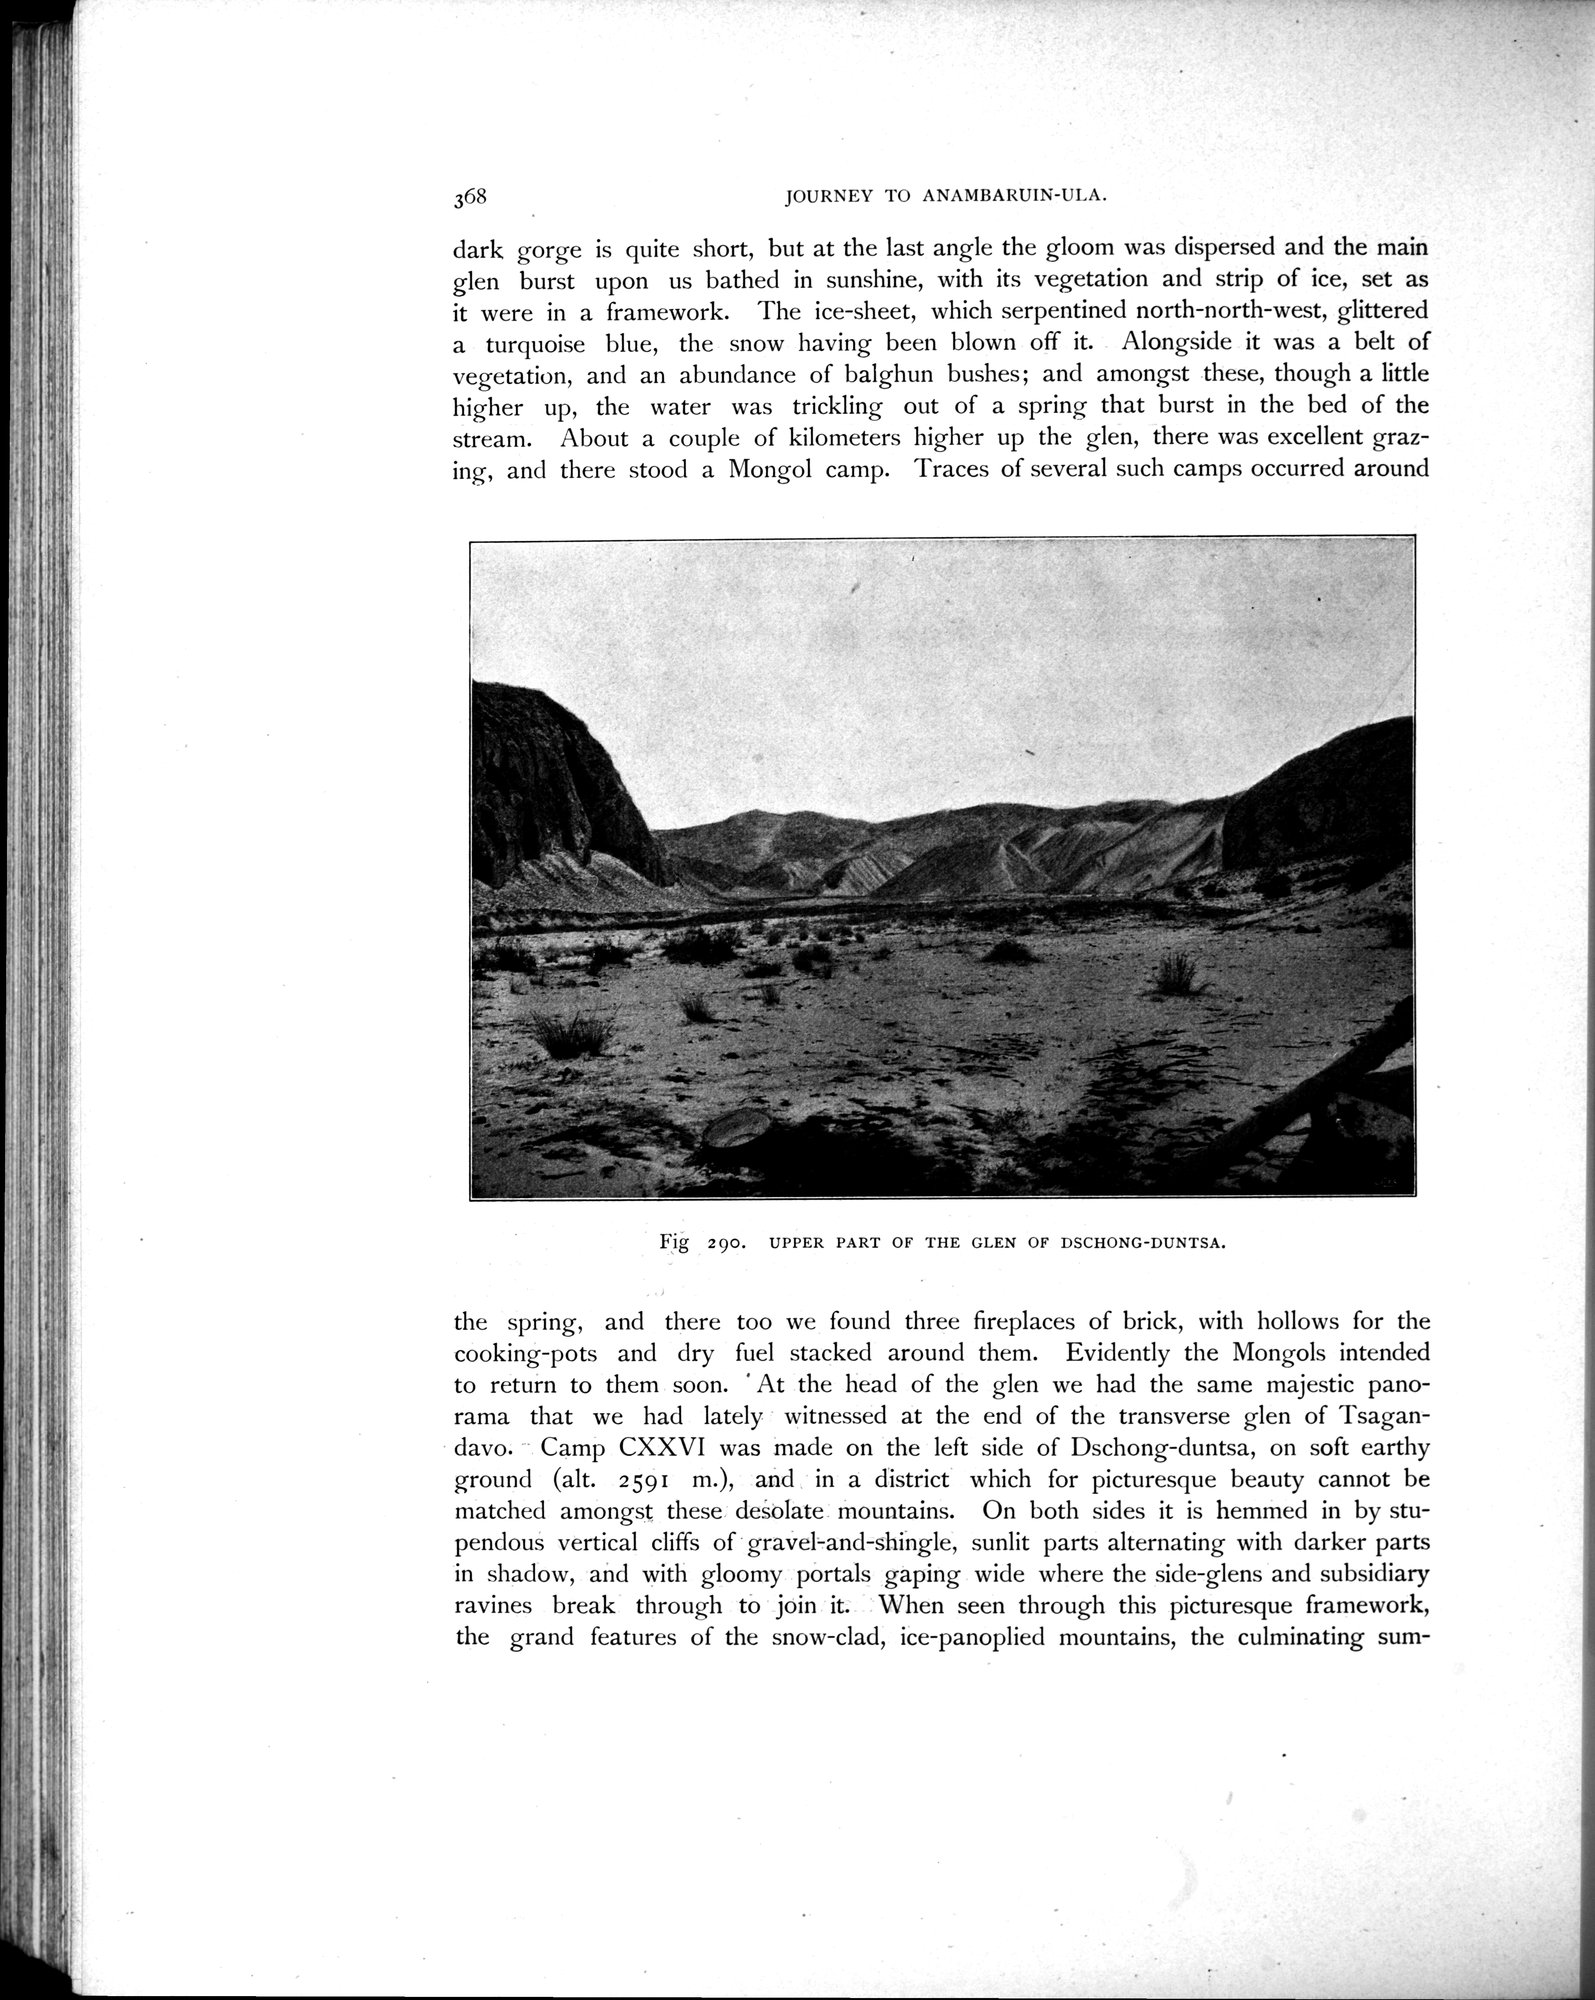 368
JOURNEY TO ANAMBARUIN-ULA.
dark gorge is quite short, but at the last angle the gloom was dispersed and the main
glen burst upon us bathed in sunshine, with its vegetation and strip of ice, set as
it were in a framework. The ice-sheet, which serpentined north-north-west, glittered
a turquoise blue, the snow having been blown off it. Alongside it was a belt of
vegetation, and an abundance of balghun bushes; and amongst these, though a little
higher up, the water was trickling out of a spring that burst in the bed of the
stream. About a couple of kilometers higher up the glen, there was excellent graz-
ing, and there stood a Mongol camp. Traces of several such camps occurred around
Fig 290. UPPER PART OF THE GLEN OF DSCHONG-DUNTSA.
the spring, and there too we found three fireplaces of brick, with hollows for the
cooking-pots and dry fuel stacked around them. Evidently the Mongols intended
to return to them soon. At the head of the glen we had the same majestic pano-
rama that we had lately witnessed at the end of the transverse glen of Tsagan-
davo. Camp CXXVI was made on the left side of Dschong-duntsa, on soft earthy
ground (alt. 2591 m.), and in a district which for picturesque beauty cannot be
matched amongst these desolate mountains. On both sides it is hemmed in by stu-
pendous vertical cliffs of gravel-and-shingle, sunlit parts alternating with darker parts
in shadow, and with gloomy portals gaping wide where the side-glens and subsidiary
ravines break through to join it. When seen through this picturesque framework,
the grand features of the snow-clad, ice-panoplied mountains, the culminating sum-